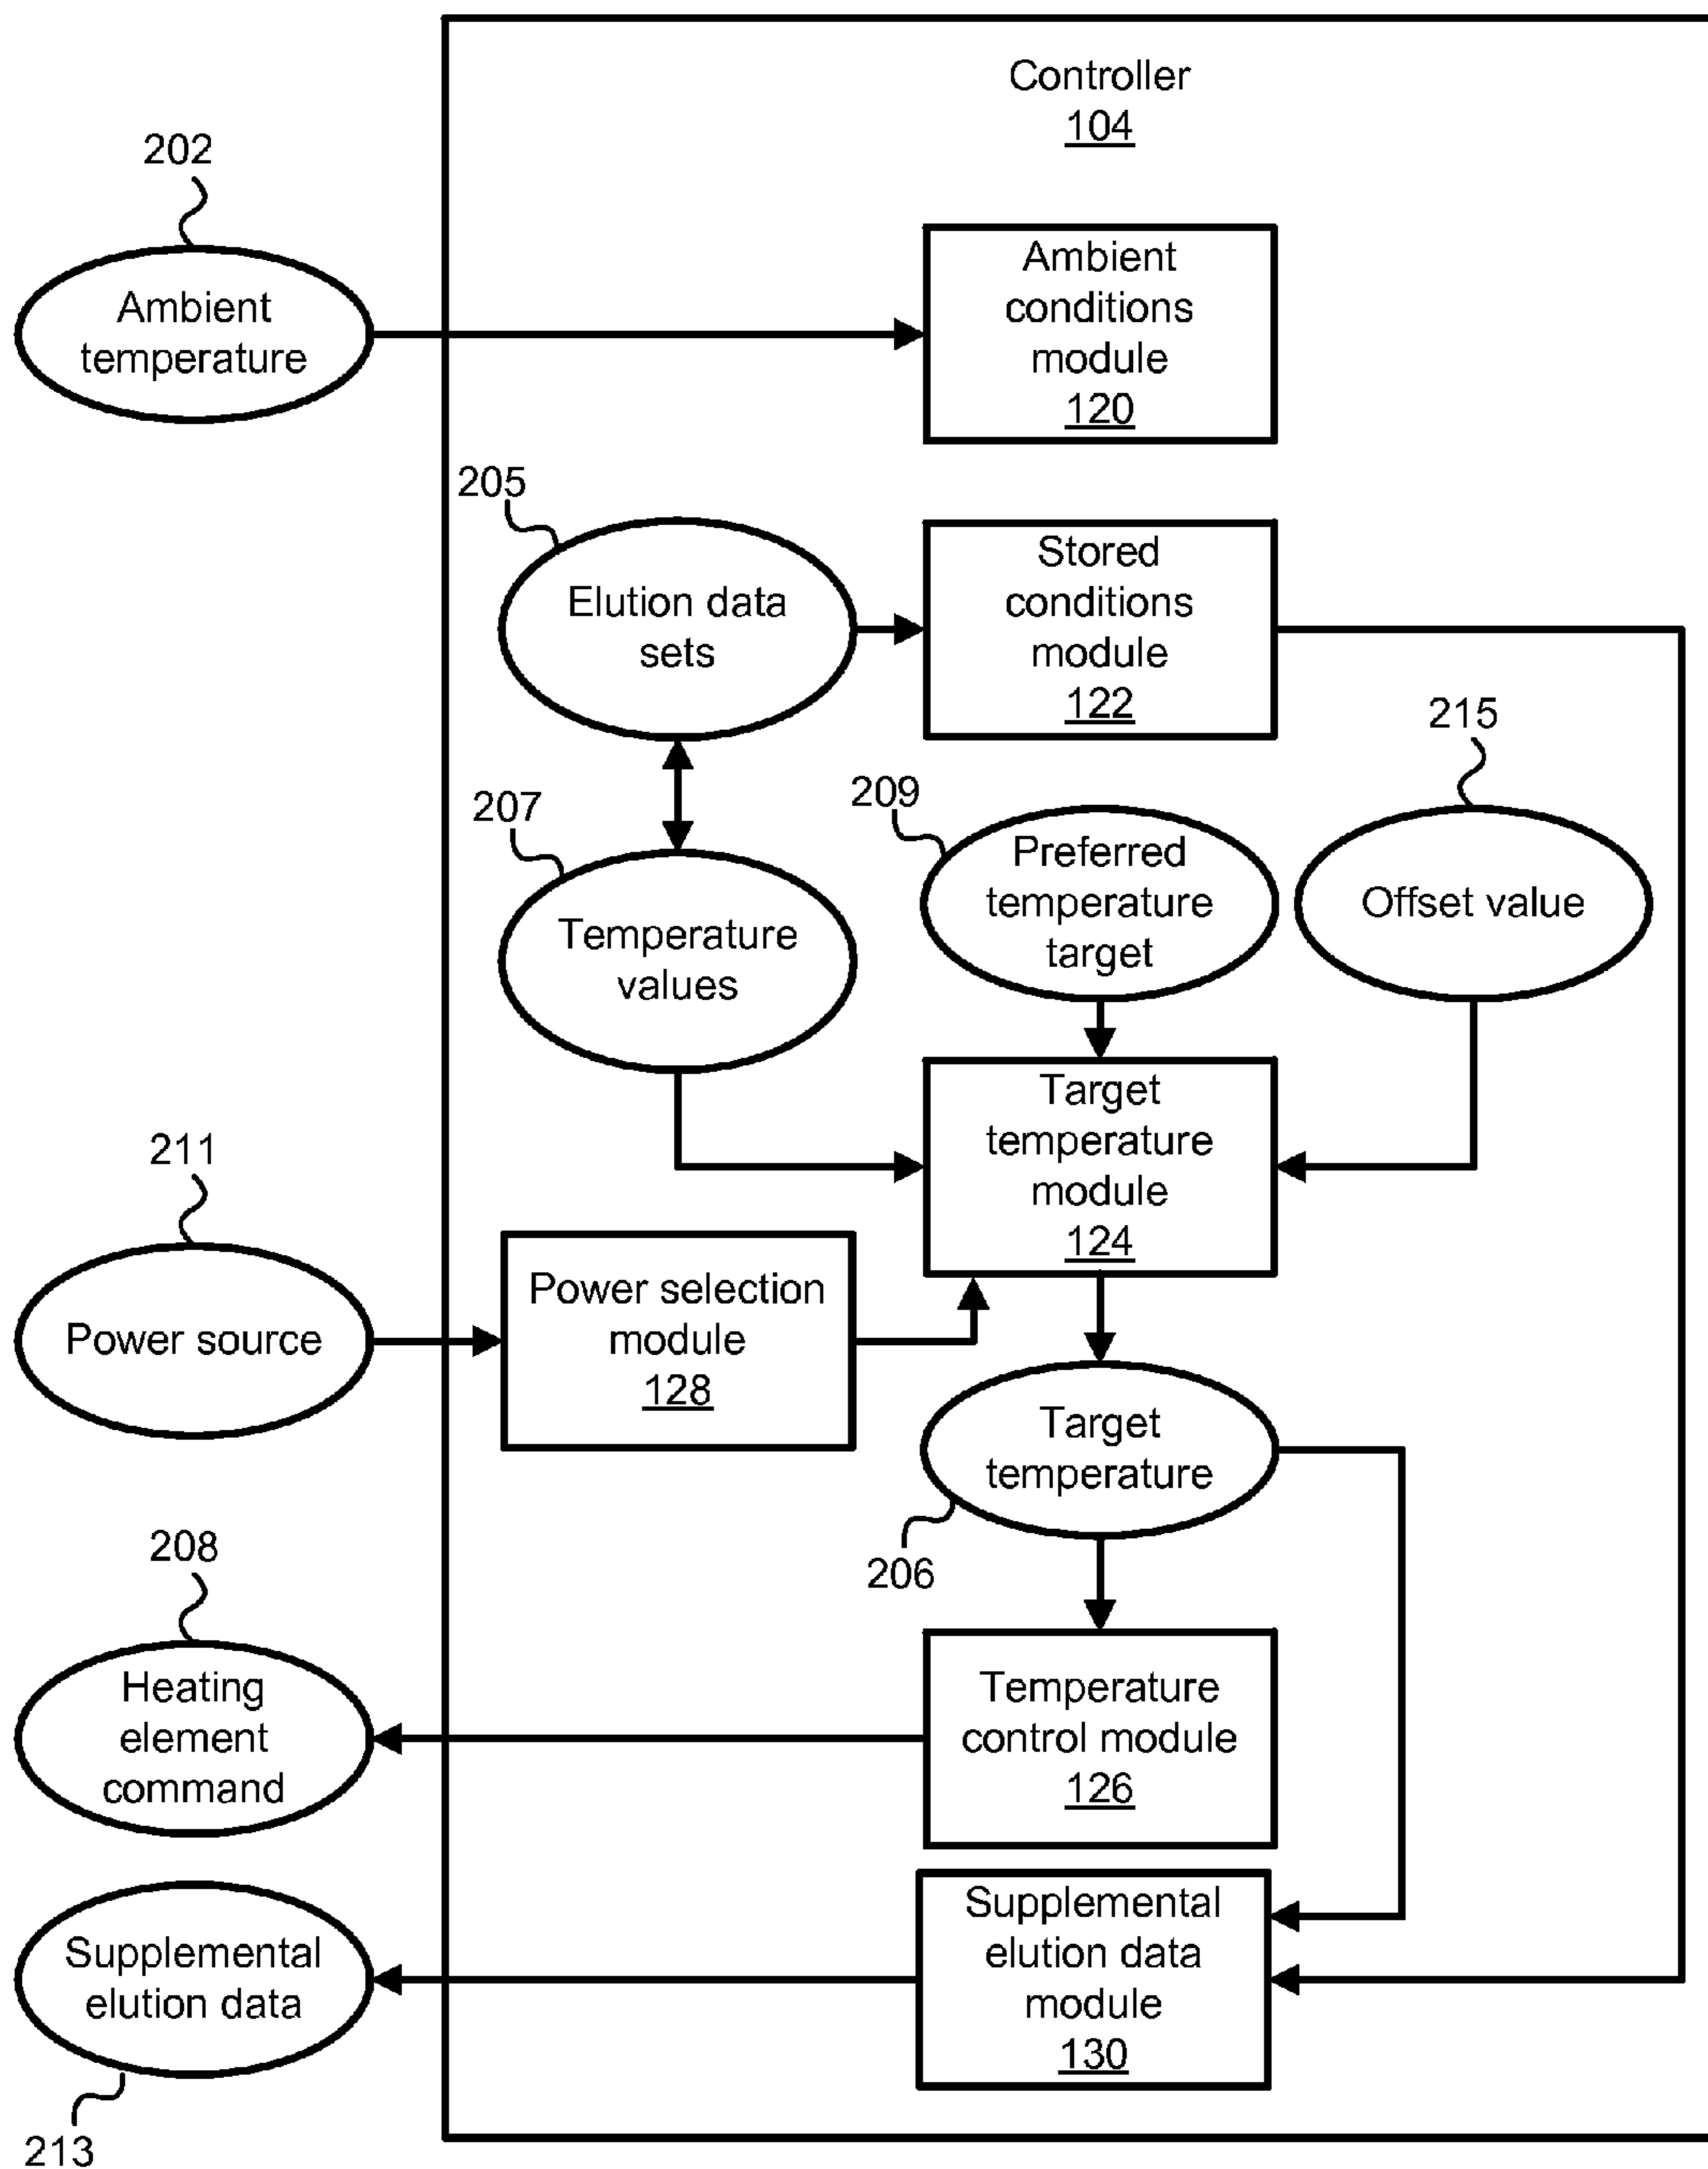 Controller
104
202
Ambient
temperature
Ambient
conditions
module
120
205
Elution data
sets
Stored
conditions
module
122
215
207
209
Temperature
values
Preferred
temperature
target
Offset value
Target
temperature
module
124
211
Power source
Power selection
module
128
Target
temperature
206
208
Heating
element
command
Temperature
control module
126
Supplemental
elution data
213
Supplemental
elution data
module
130